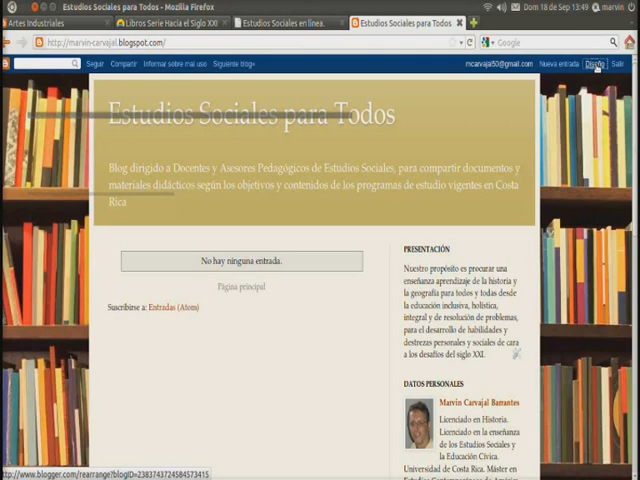 Estudios Sociales para Todos - Mozilla Firefox
Dom 18 de Sep 13:49 marvin
Artes Industriales
Libros Serie Hacia el Siglo XXI
Estudios Sociales en línea.
Estudios Sociales para Todos
http://marvin-carvajal.blogspot.com/
Google
Seguir Compartir Informar sobre mal uso Siguiente blog»
mcarvajal50@gmail.com Nueva entrada Diseño Salir
Estudios Sociales para Todos
Blog dirigido a Docentes y Asesores Pedagógicos de Estudios Sociales, para compartir documentos y
materiales didácticos según los objetivos y contenidos de los programas de estudio vigentes en Costa
Rica
No hay ninguna entrada.
Página principal
Suscribirse a: Entradas (Atom)
PRESENTACIÓN
Nuestro propósito es procurar una
enseñanza aprendizaje de la historia y
la geografía para todos y todas desde
la educación inclusiva, holística,
integral y de resolución de problemas,
para el desarrollo de habilidades y
destrezas personales y sociales de cara
a los desafíos del siglo XXI.
DATOS PERSONALES
Marvin Carvajal Barrantes
Licenciado en Historia.
Licenciado en la enseñanza
de los Estudios Sociales y
la Educación Cívica.
Universidad de Costa Rica. Máster en
http://www.blogger.com/rearrange?blogID=2383743724584573415